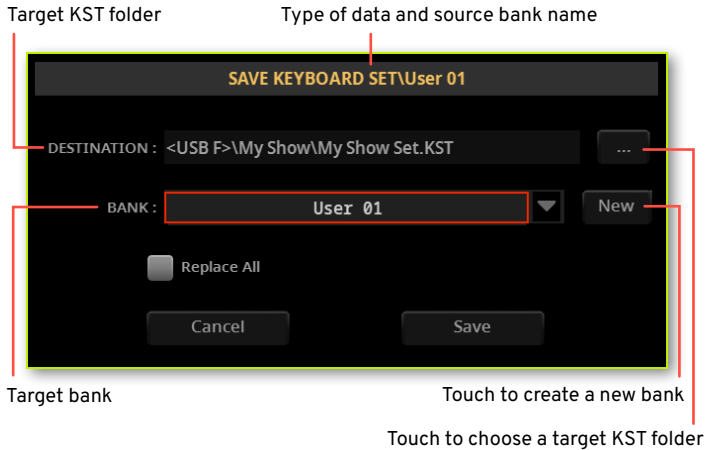 Target KST folder
Type of data and source bank name
SAVE KEYBOARD SET\User 01
DESTINATION : <USB F>\My Show\My Show Set.KST ...
BANK : User 01 New
Replace All
Cancel Save
Target bank
Touch to create a new bank
Touch to choose a target KST folder